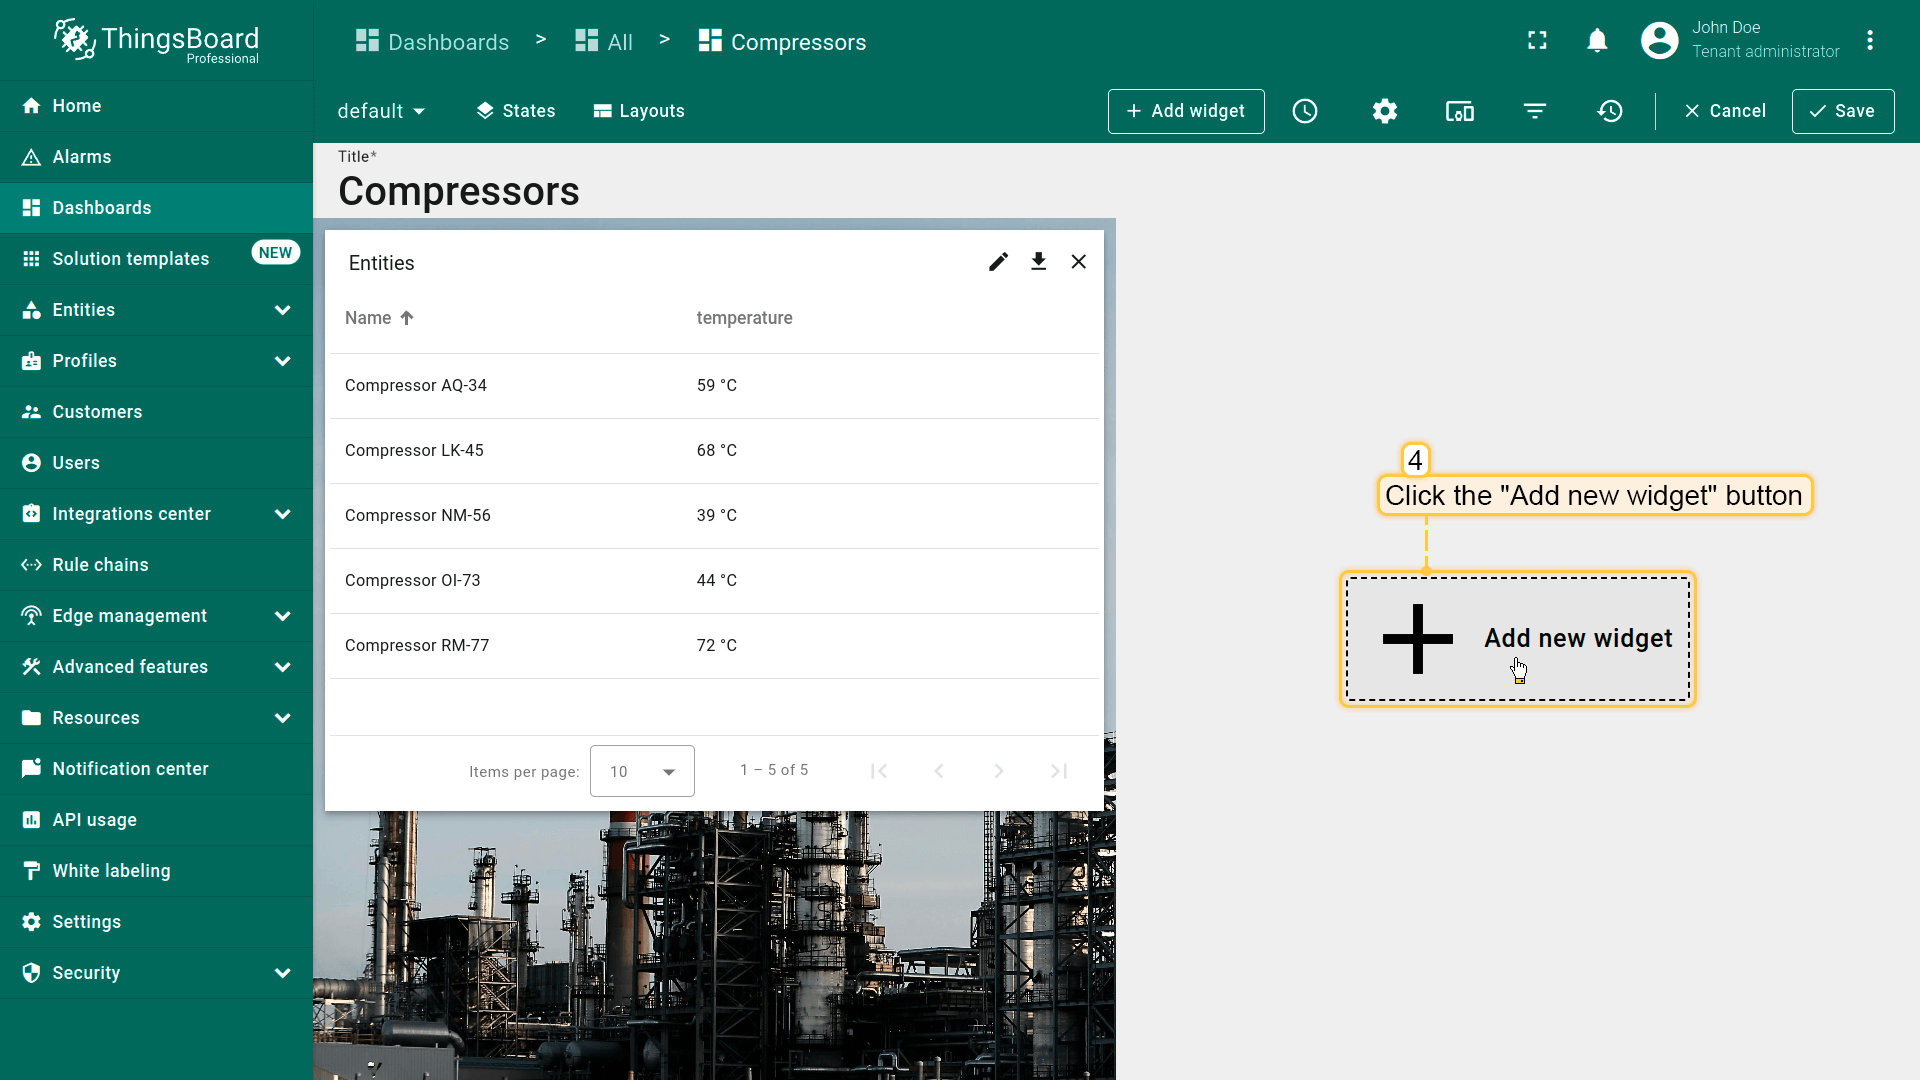 ThingsBoard
Professional
Dashboards > All > Compressors
John Doe
Tenant administrator
Home
Alarms
Dashboards
Solution templates NEW
Entities
Profiles
Customers
Users
Integrations center
Rule chains
Edge management
Advanced features
Resources
Notification center
API usage
White labeling
Settings
Security
default States Layouts + Add widget Cancel Save
Title*
Compressors
Entities
Name temperature
Compressor AQ-34 59 °C
Compressor LK-45 68 °C
Compressor NM-56 39 °C
Compressor OI-73 44 °C
Compressor RM-77 72 °C
Items per page: 10 1 – 5 of 5
4
Click the "Add new widget" button
Add new widget